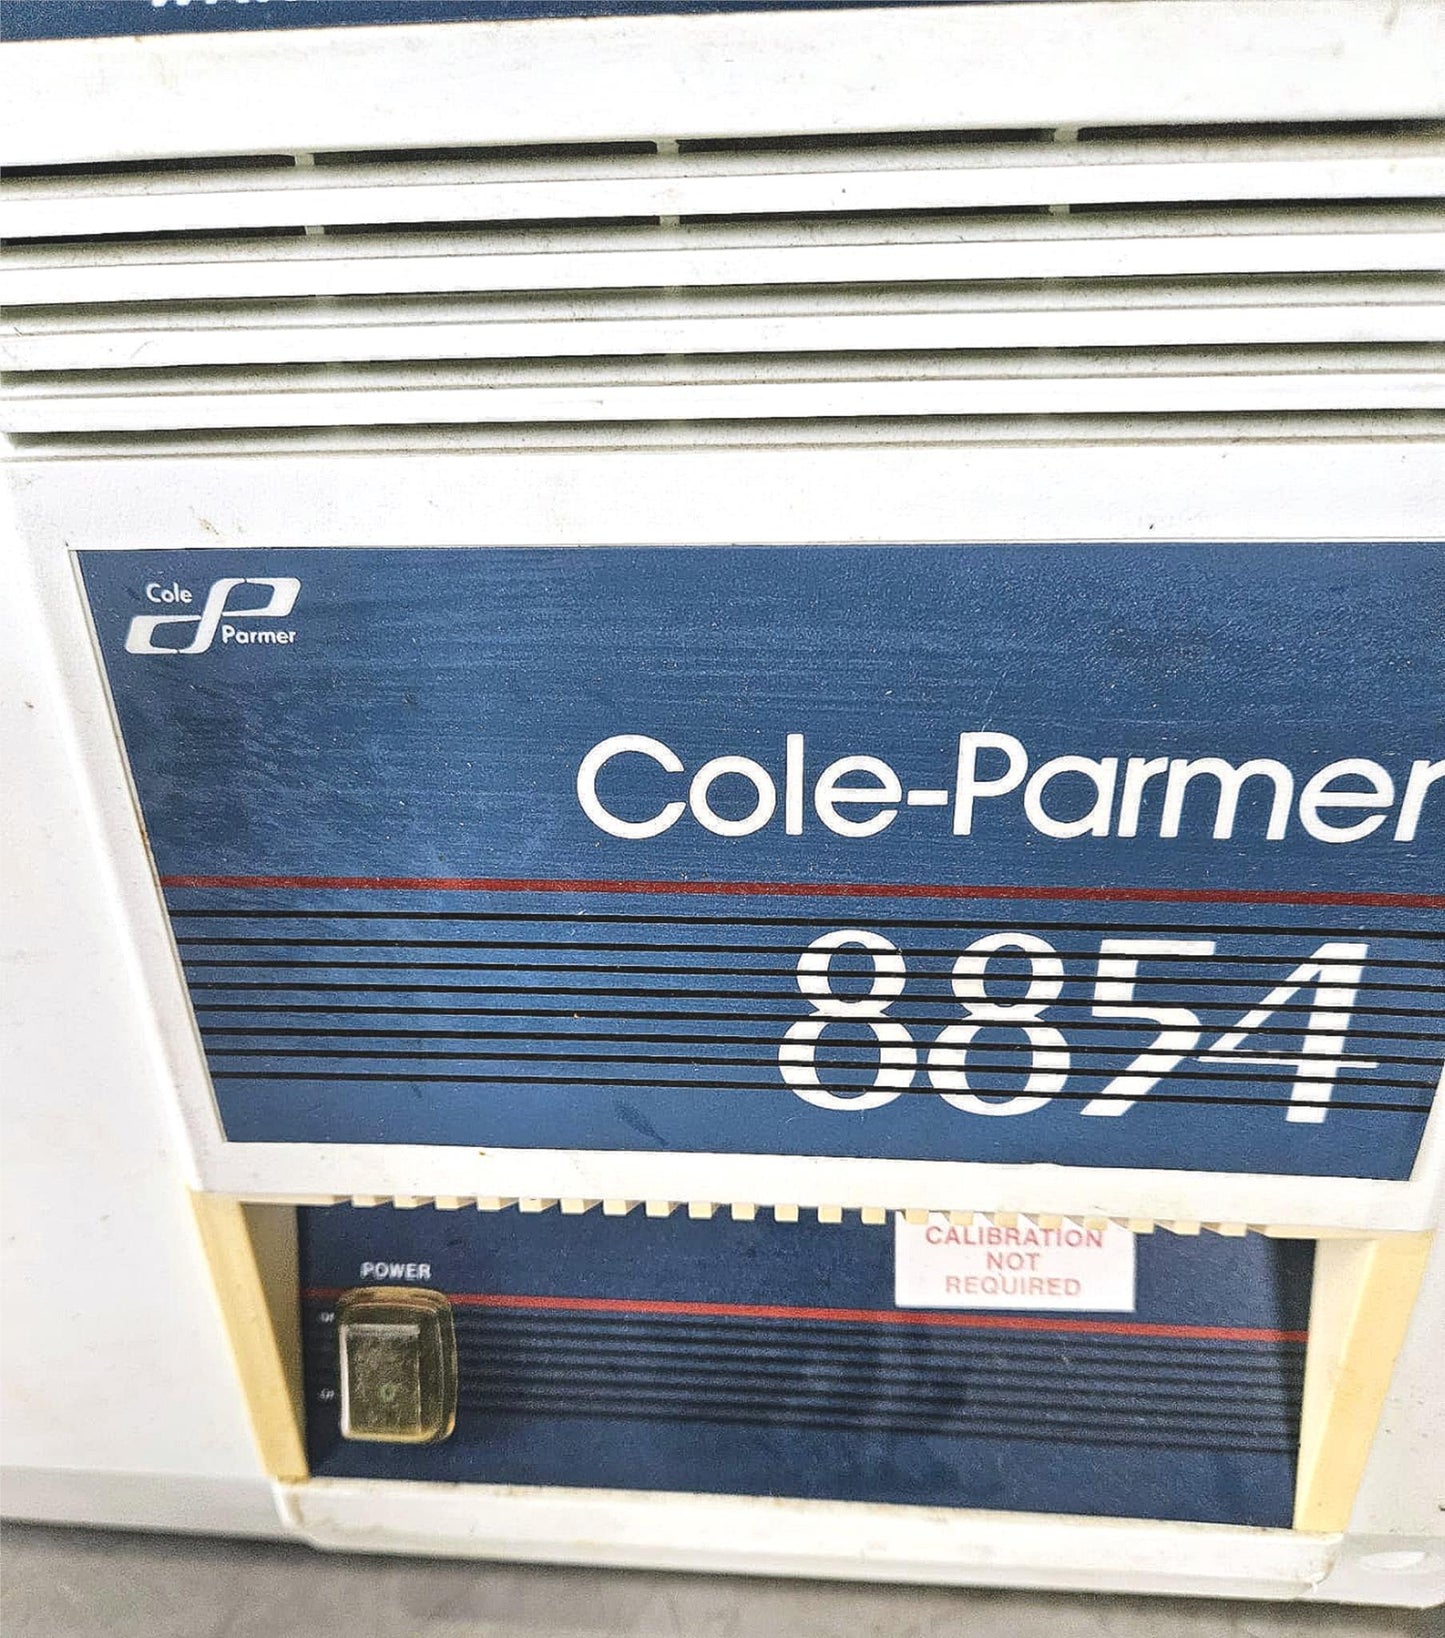 Cole
Parmer
Cole-Parmer
8854
CALIBRATION
NOT
REQUIRED
POWER